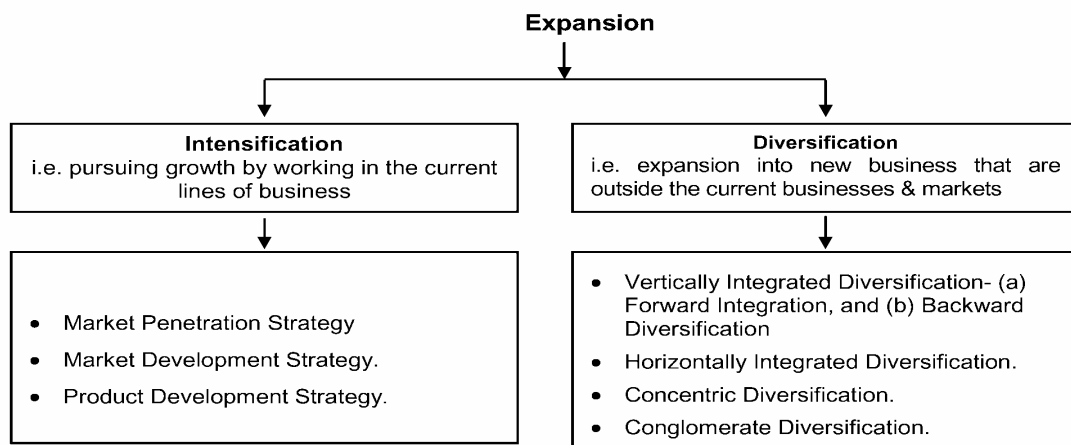 Expansion
Intensification
i.e. pursuing growth by working in the current
lines of business
Diversification
i.e. expansion into new business that are
outside the current businesses & markets
• Market Penetration Strategy
• Market Development Strategy.
• Product Development Strategy.
• Vertically Integrated Diversification- (a)
Forward Integration, and (b) Backward
Diversification
• Horizontally Integrated Diversification.
• Concentric Diversification.
• Conglomerate Diversification.